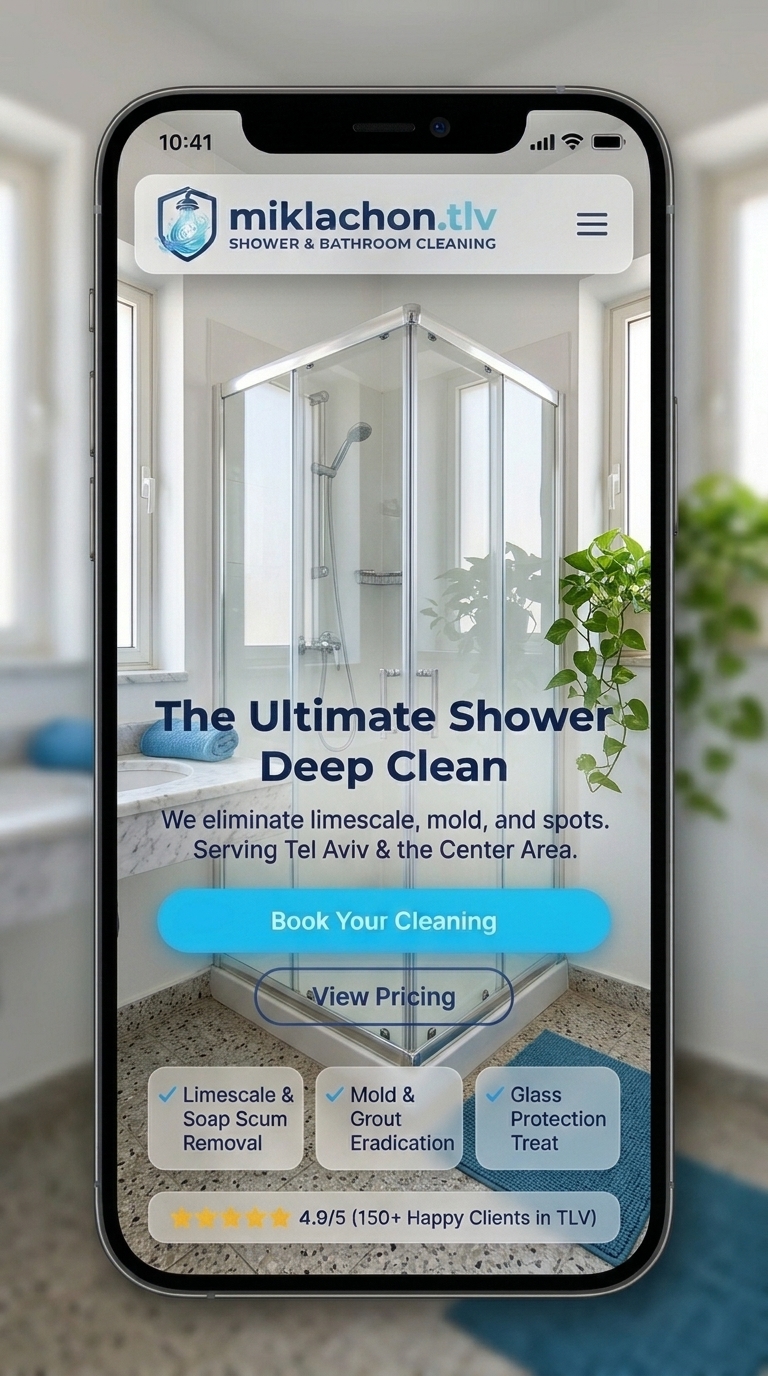 10:41
miklachon.tlv
SHOWER & BATHROOM CLEANING
The Ultimate Shower
Deep Clean
We eliminate limescale, mold, and spots.
Serving Tel Aviv & the Center Area.
Book Your Cleaning
View Pricing
Limescale &
Soap Scum
Removal
Mold &
Grout
Eradication
Glass
Protection
Treat
4.9/5 (150+ Happy Clients in TLV)